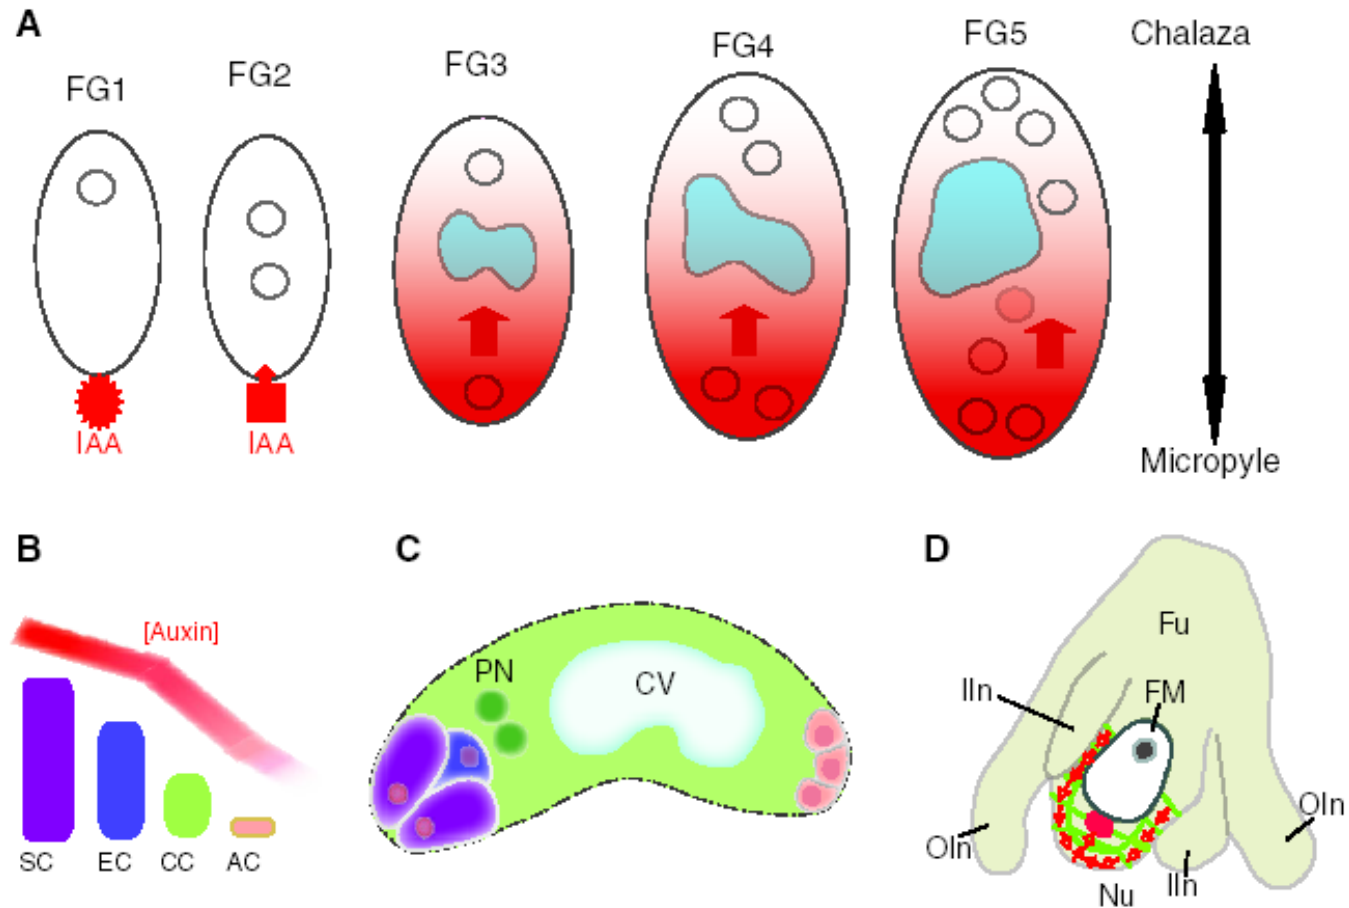 A
FG1
FG2
FG3
FG4
FG5
Chalaza
IAA
IAA
Micropyle
B
[Auxin]
SC
EC
CC
AC
C
PN
CV
D
Fu
IIn
FM
OIn
OIn
Nu
IIn